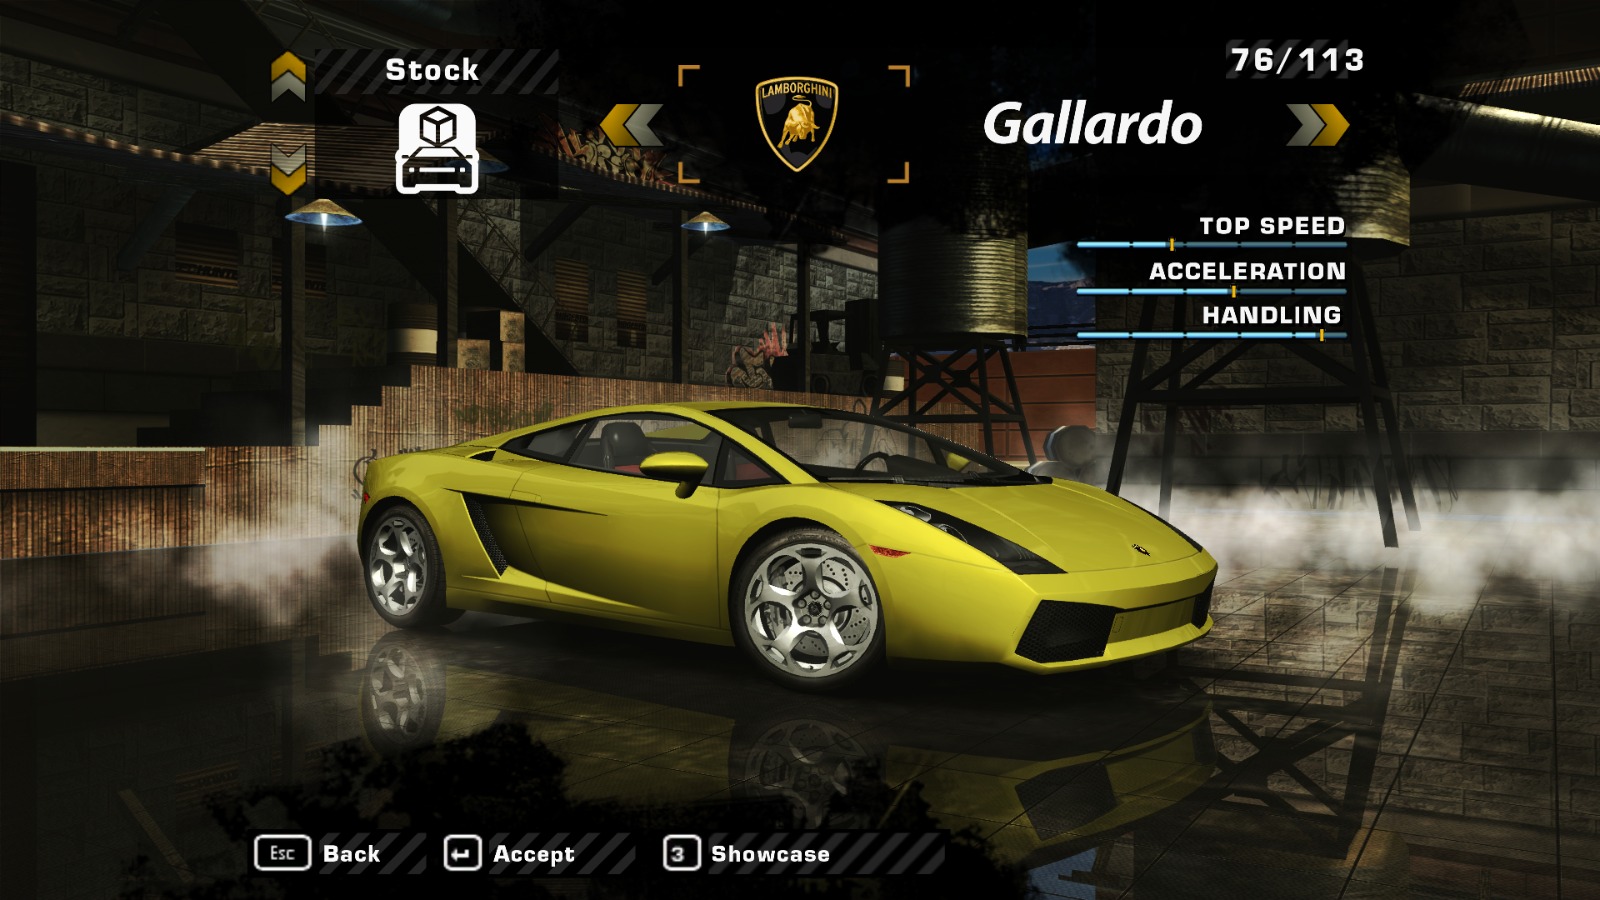 Stock
LAMBORGHINI
Gallardo
76/113
TOP SPEED
ACCELERATION
HANDLING
Esc Back
Accept
3 Showcase